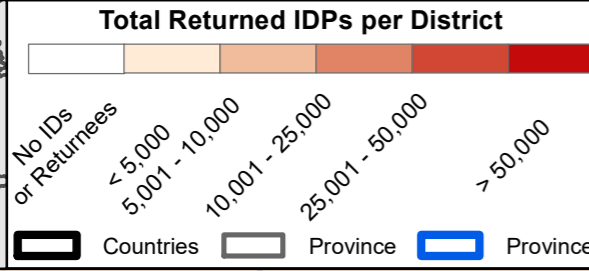 Total Returned IDPs per District
No IDs
or Returnees
< 5,000
5,001 - 10,000
10,001 - 25,000
25,001 - 50,000
> 50,000
Countries
Province
Province